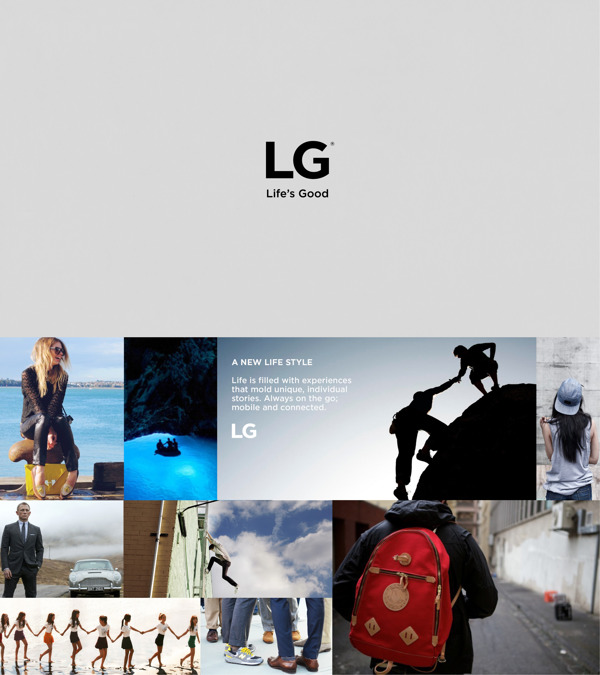 LG®
Life's Good
A NEW LIFE STYLE
Life is filled with experiences
that mold unique, individual
stories. Always on the go;
mobile and connected.
LG